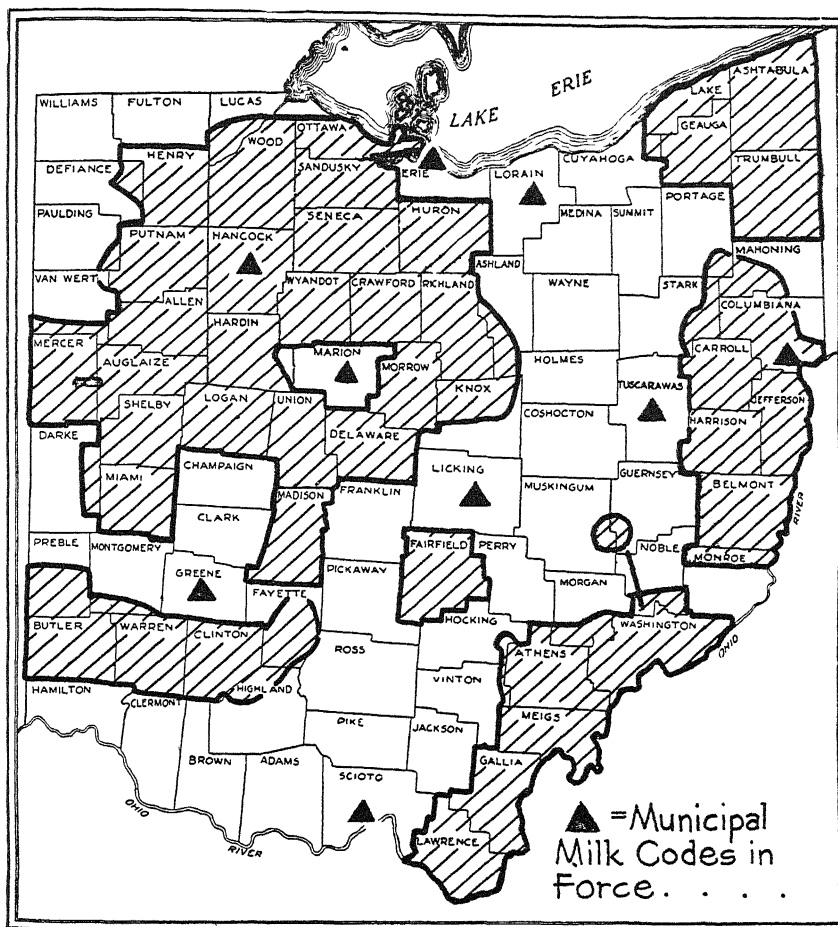 LAKE ERIE
ASHTABULA
LAKE
GEAUGA
WILLIAMS FULTON LUCAS
OTTAWA
WOOD
HENRY
SANDUSKY
ERIE
CUYAHOGA
TRUMBULL
DEFIANCE
LORAIN
PORTAGE
PAULDING
SENECA
HURON
MEDINA
SUMMIT
PUTNAM
HANCOCK
MAHONING
ASHLAND
VAN WERT
WYANDOT
CRAWFORD
RICHLAND
WAYNE
STARK
ALLEN
COLUMBIANA
HARDIN
MERCER
MARION
CARROLL
AUGLAIZE
MORROW
HOLMES
KNOX
TUSCARAWAS
JEFFERSON
LOGAN
UNION
SHELBY
COSHOCTON
HARRISON
DARKE
DELAWARE
CHAMPAIGN
LICKING
GUERNSEY
MIAMI
MUSKINGUM
BELMONT
MADISON
FRANKLIN
CLARK
RIVER
PREBLE
MONTGOMERY
FAIRFIELD
PERRY
NOBLE
MONROE
GREENE
PICKAWAY
MORGAN
FAYETTE
HOCKING
BUTLER
WARREN
CLINTON
WASHINGTON
ROSS
ATHENS
OHIO
HAMILTON
HIGHLAND
VINTON
CLERMONT
MEIGS
PIKE
JACKSON
BROWN
ADAMS
GALLIA
SCIOTO
OHIO
RIVER
LAWRENCE
▲ =Municipal
Milk Codes in
Force . . . .